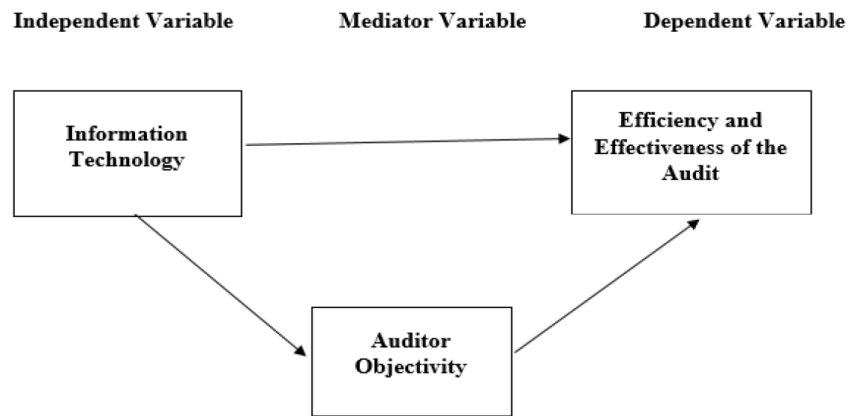 Independent Variable
Mediator Variable
Dependent Variable
Information
Technology
Efficiency and
Effectiveness of the
Audit
Auditor
Objectivity